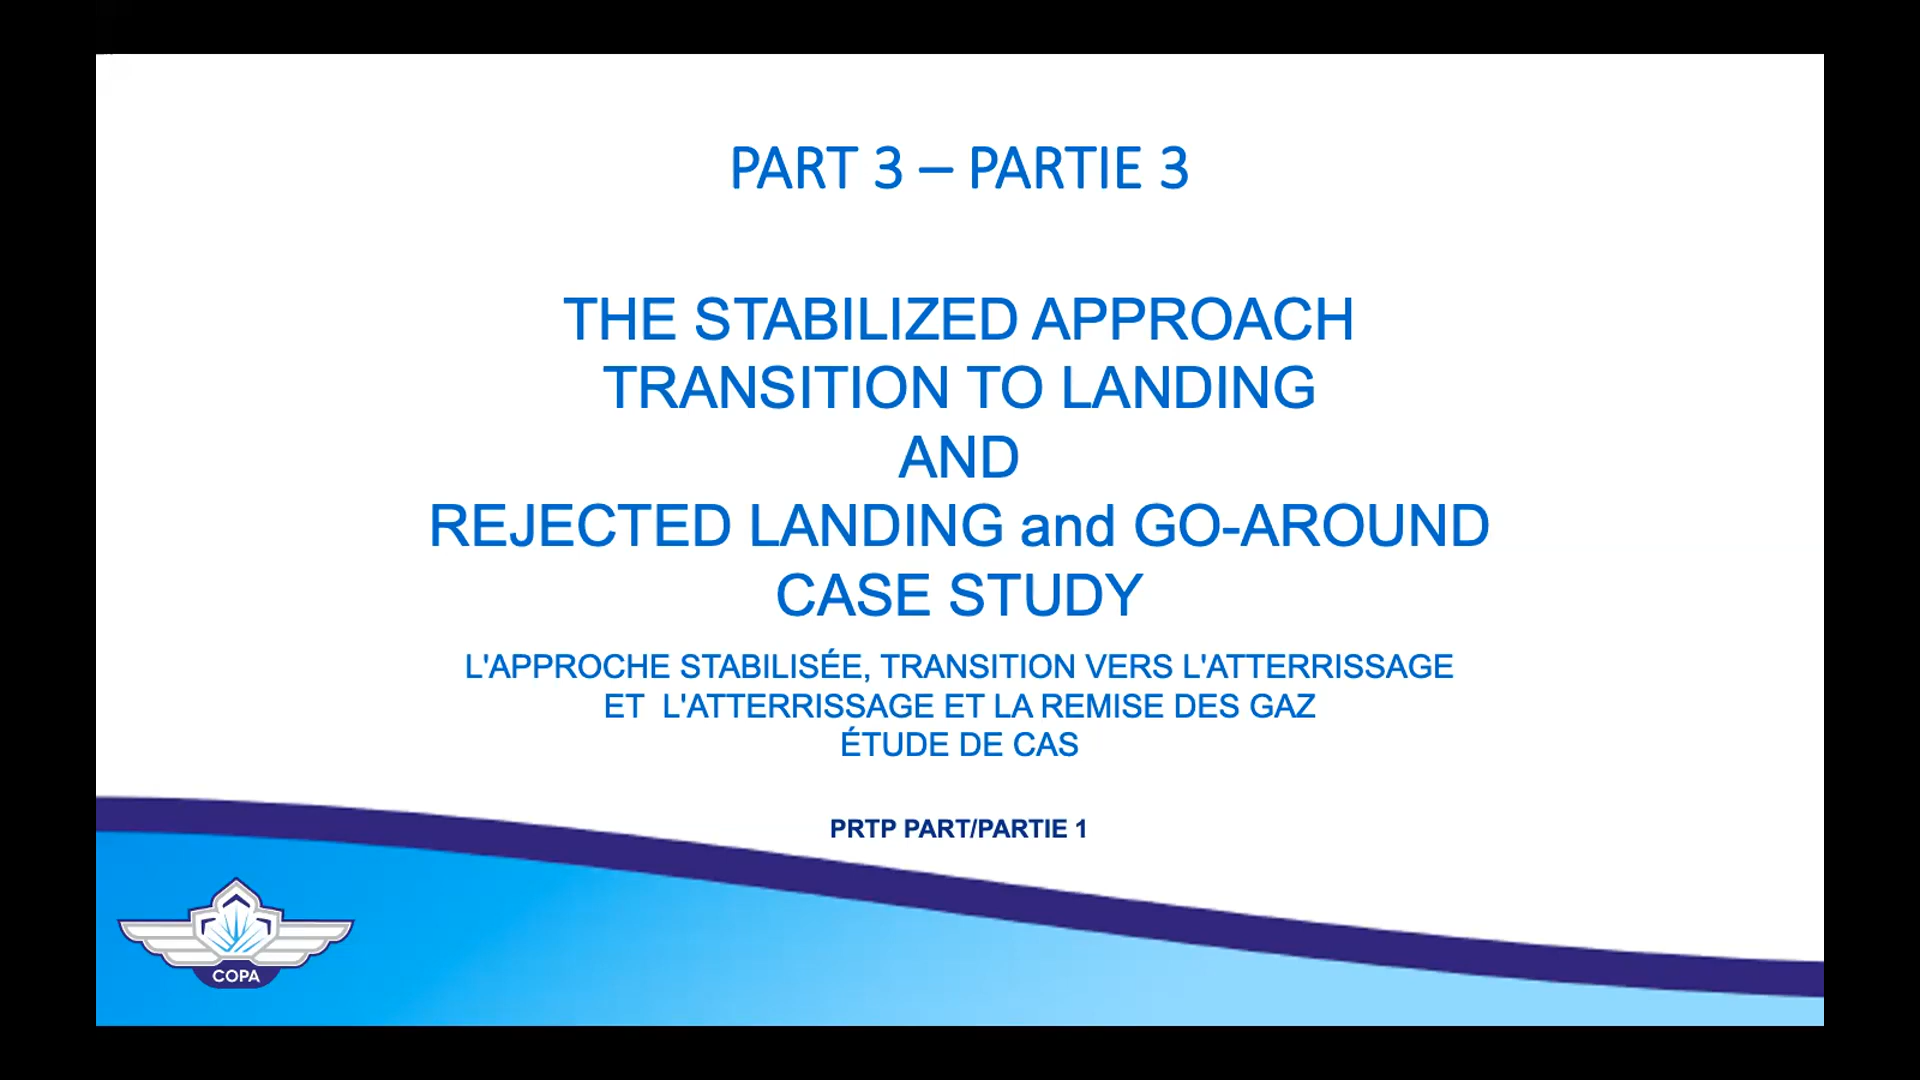 PART 3 – PARTIE 3
THE STABILIZED APPROACH
TRANSITION TO LANDING
AND
REJECTED LANDING and GO-AROUND
CASE STUDY
L'APPROCHE STABILISÉE, TRANSITION VERS L'ATTERRISSAGE
ET  L'ATTERRISSAGE ET LA REMISE DES GAZ
ÉTUDE DE CAS
PRTP PART/PARTIE 1
COPA